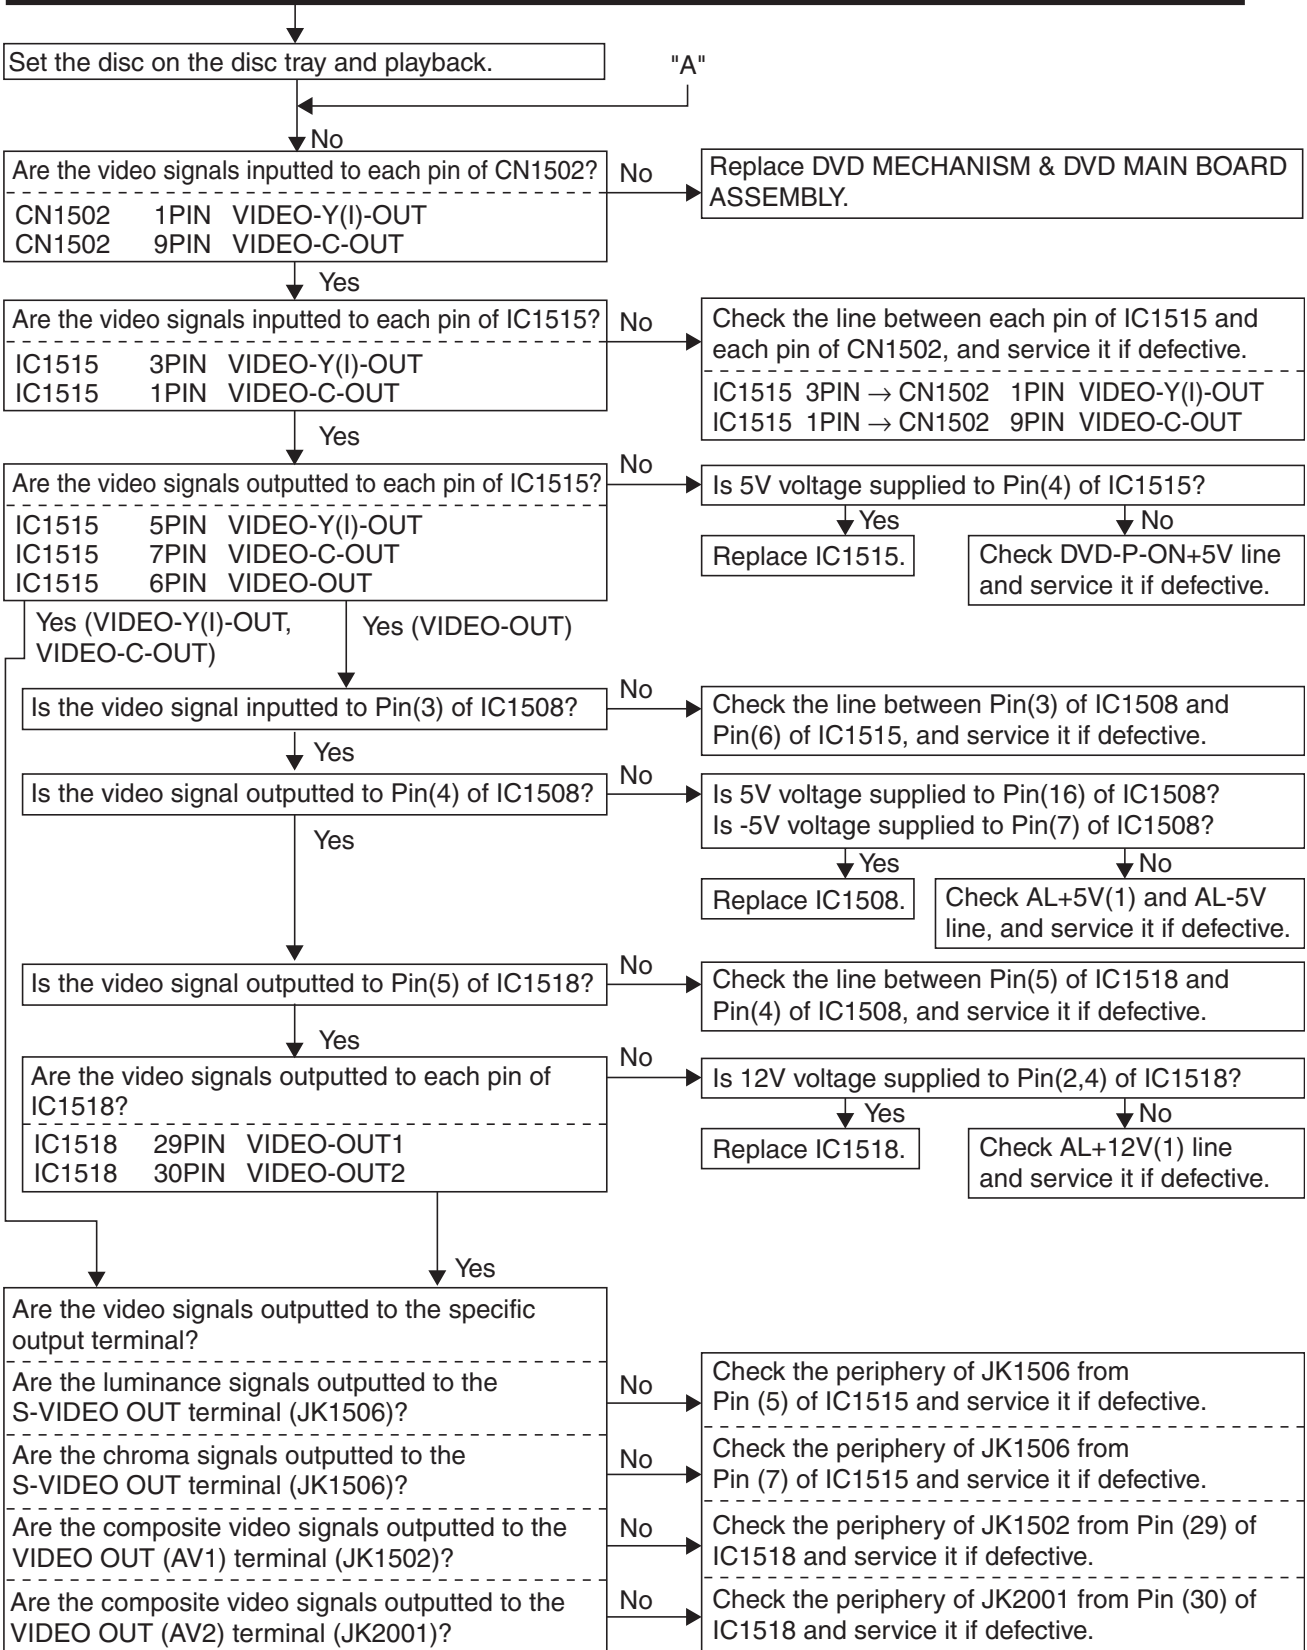 Set the disc on the disc tray and playback.
"A"
No
Are the video signals inputted to each pin of CN1502?
CN1502 1PIN VIDEO-Y(I)-OUT
CN1502 9PIN VIDEO-C-OUT
No
Replace DVD MECHANISM & DVD MAIN BOARD
ASSEMBLY.
Yes
Are the video signals inputted to each pin of IC1515?
IC1515 3PIN VIDEO-Y(I)-OUT
IC1515 1PIN VIDEO-C-OUT
No
Check the line between each pin of IC1515 and
each pin of CN1502, and service it if defective.
IC1515 3PIN → CN1502 1PIN VIDEO-Y(I)-OUT
IC1515 1PIN → CN1502 9PIN VIDEO-C-OUT
Yes
Are the video signals outputted to each pin of IC1515?
IC1515 5PIN VIDEO-Y(I)-OUT
IC1515 7PIN VIDEO-C-OUT
IC1515 6PIN VIDEO-OUT
No
Is 5V voltage supplied to Pin(4) of IC1515?
Yes
No
Replace IC1515.
Check DVD-P-ON+5V line
and service it if defective.
Yes (VIDEO-Y(I)-OUT,
VIDEO-C-OUT)
Yes (VIDEO-OUT)
Is the video signal inputted to Pin(3) of IC1508?
No
Check the line between Pin(3) of IC1508 and
Pin(6) of IC1515, and service it if defective.
Yes
Is the video signal outputted to Pin(4) of IC1508?
No
Is 5V voltage supplied to Pin(16) of IC1508?
Is -5V voltage supplied to Pin(7) of IC1508?
Yes
Yes
No
Replace IC1508.
Check AL+5V(1) and AL-5V
line, and service it if defective.
Is the video signal outputted to Pin(5) of IC1518?
No
Check the line between Pin(5) of IC1518 and
Pin(4) of IC1508, and service it if defective.
Yes
Are the video signals outputted to each pin of
IC1518?
IC1518 29PIN VIDEO-OUT1
IC1518 30PIN VIDEO-OUT2
No
Is 12V voltage supplied to Pin(2,4) of IC1518?
Yes
No
Replace IC1518.
Check AL+12V(1) line
and service it if defective.
Yes
Are the video signals outputted to the specific
output terminal?
Are the luminance signals outputted to the
S-VIDEO OUT terminal (JK1506)?
No
Check the periphery of JK1506 from
Pin (5) of IC1515 and service it if defective.
Are the chroma signals outputted to the
S-VIDEO OUT terminal (JK1506)?
No
Check the periphery of JK1506 from
Pin (7) of IC1515 and service it if defective.
Are the composite video signals outputted to the
VIDEO OUT (AV1) terminal (JK1502)?
No
Check the periphery of JK1502 from Pin (29) of
IC1518 and service it if defective.
Are the composite video signals outputted to the
VIDEO OUT (AV2) terminal (JK2001)?
No
Check the periphery of JK2001 from Pin (30) of
IC1518 and service it if defective.